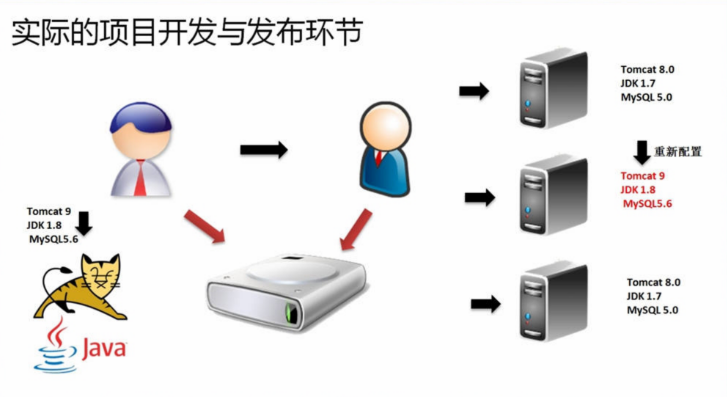 实际的项目开发与发布环节
Tomcat 8.0
JDK 1.7
MySQL 5.0
重新配置
Tomcat 9
JDK 1.8
MySQL5.6
Tomcat 9
JDK 1.8
MySQL5.6
Java
Tomcat 8.0
JDK 1.7
MySQL 5.0